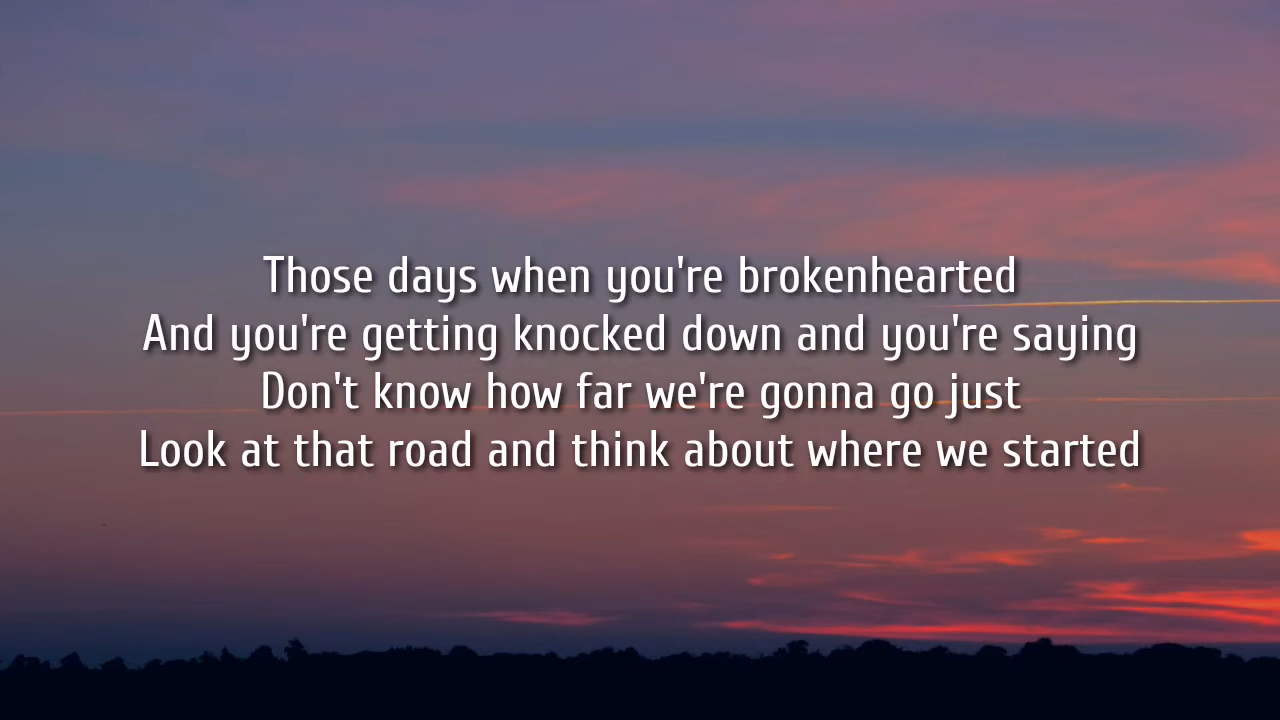 Those days when you're brokenhearted
And you're getting knocked down and you're saying
Don't know how far we're gonna go just
Look at that road and think about where we started